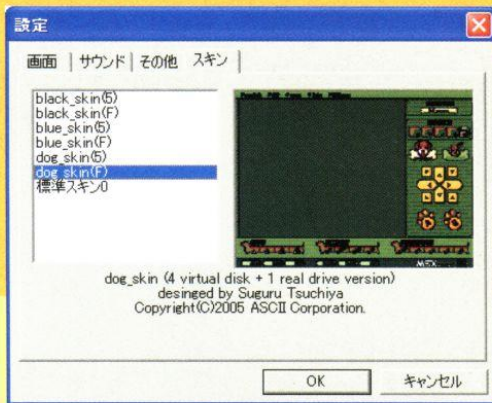 設定
画面 | サウンド | その他 スキン |
black_skin(5)
black_skin(F)
blue_skin(5)
blue_skin(F)
dog_skin(5)
dog_skin(F)
標準スキン0
MSX
dog_skin (4 virtual disk + 1 real drive version)
desinged by Suguru Tsuchiya
Copyright(C)2005 ASCII Corporation.
OK
キャンセル